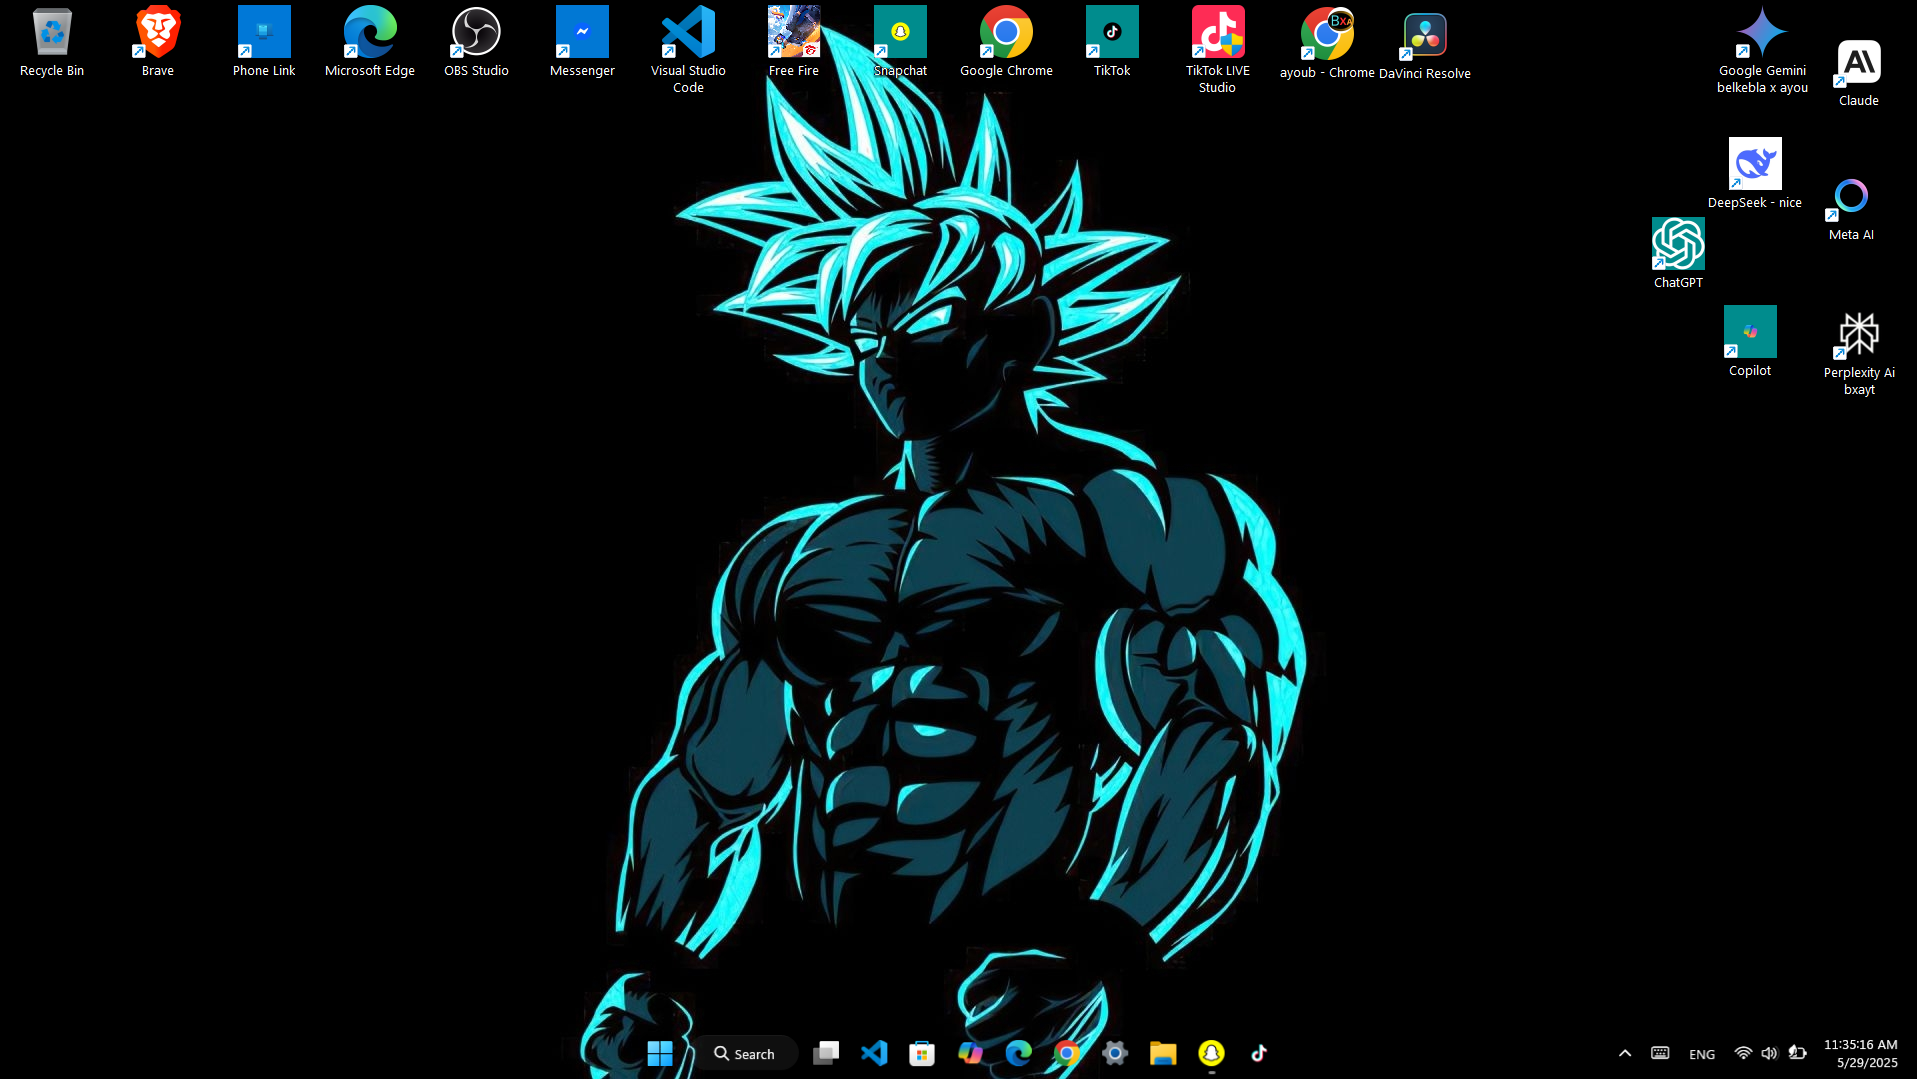 Recycle Bin
Brave
Phone Link
Microsoft Edge
OBS Studio
Messenger
Visual Studio
Code
Free Fire
Snapchat
Google Chrome
TikTok
TikTok LIVE
Studio
BXA
ayoub - Chrome
DaVinci Resolve
Google Gemini
belkebla x ayou
Claude
DeepSeek - nice
Meta AI
ChatGPT
Copilot
Perplexity Ai
bxayt
Search
ENG
11:35:16 AM
5/29/2025